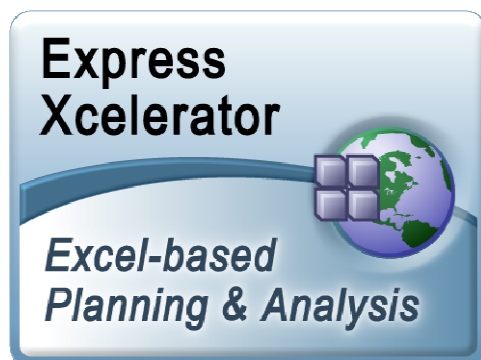 Express
Xcelerator
Excel-based
Planning & Analysis